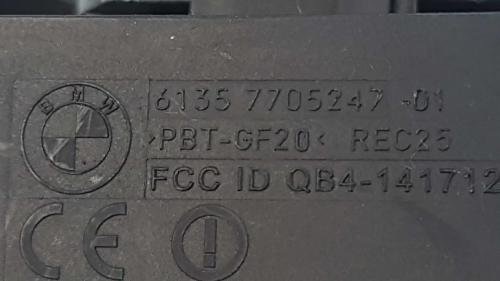 BMW
6135 7705247 -01
>PBT-GF20< REC25
FCC ID QB4-141712
CE